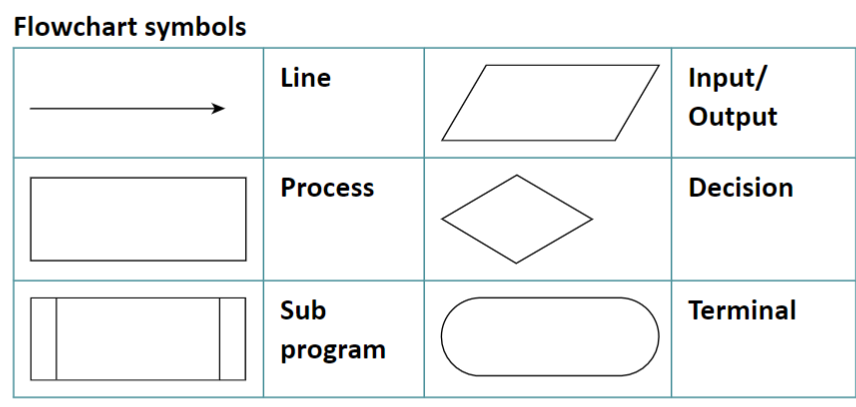 Flowchart symbols
Line
Input/
Output
Process
Decision
Sub
program
Terminal